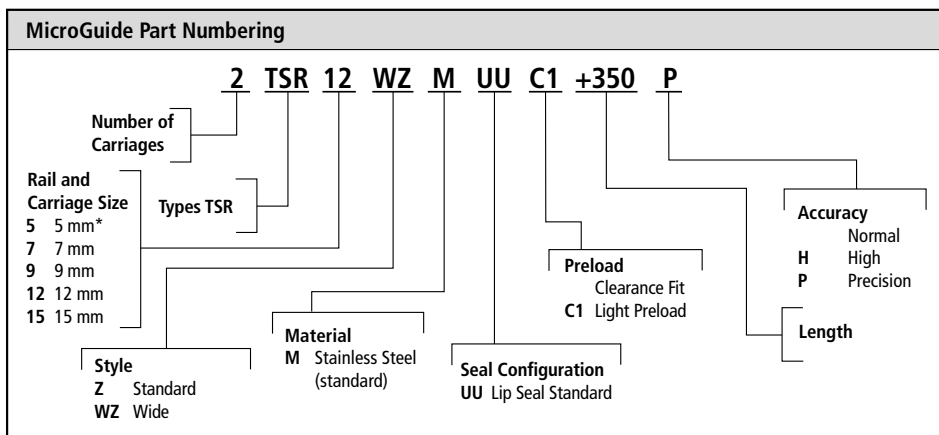 MicroGuide Part Numbering
2 TSR 12 WZ M UU C1 +350 P
Number of
Carriages
Rail and
Carriage Size
5 5 mm*
7 7 mm
9 9 mm
12 12 mm
15 15 mm
Types TSR
Style
Z Standard
WZ Wide
Material
M Stainless Steel
(standard)
Seal Configuration
UU Lip Seal Standard
Preload
Clearance Fit
C1 Light Preload
Accuracy
Normal
H High
P Precision
Length